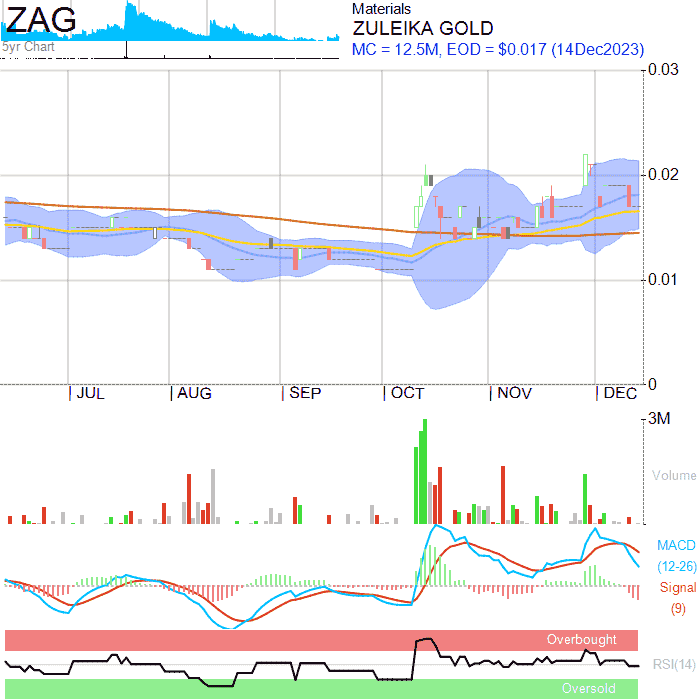 ZAG
5yr Chart
Materials
ZULEIKA GOLD
MC = 12.5M, EOD = $0.017 (14Dec2023)
0.03
0.02
0.01
0
JUL AUG SEP OCT NOV DEC
3M
Volume
MACD
(12-26)
Signal
(9)
Overbought
RSI(14)
Oversold